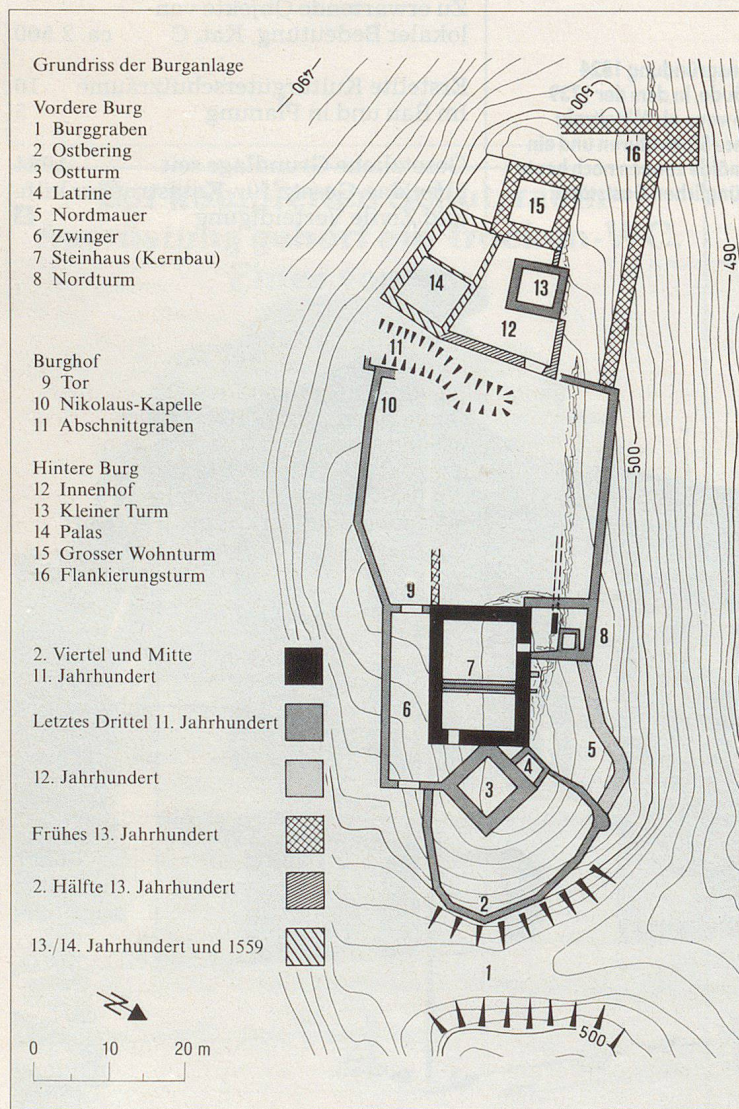 Grundriss der Burganlage
Vordere Burg
1 Burggraben
2 Ostbering
3 Ostturm
4 Latrine
5 Nordmauer
6 Zwinger
7 Steinhaus (Kernbau)
8 Nordturm
Burghof
9 Tor
10 Nikolaus-Kapelle
11 Abschnittgraben
Hintere Burg
12 Innenhof
13 Kleiner Turm
14 Palas
15 Grosser Wohnturm
16 Flankierungsturm
2. Viertel und Mitte
11. Jahrhundert
Letztes Drittel 11. Jahrhundert
12. Jahrhundert
Frühes 13. Jahrhundert
2. Hälfte 13. Jahrhundert
13./14. Jahrhundert und 1559
N
0 10 20 m
490
500
16
15
490
14
13
12
11
10
500
9
8
7
6
5
4
3
2
1
500